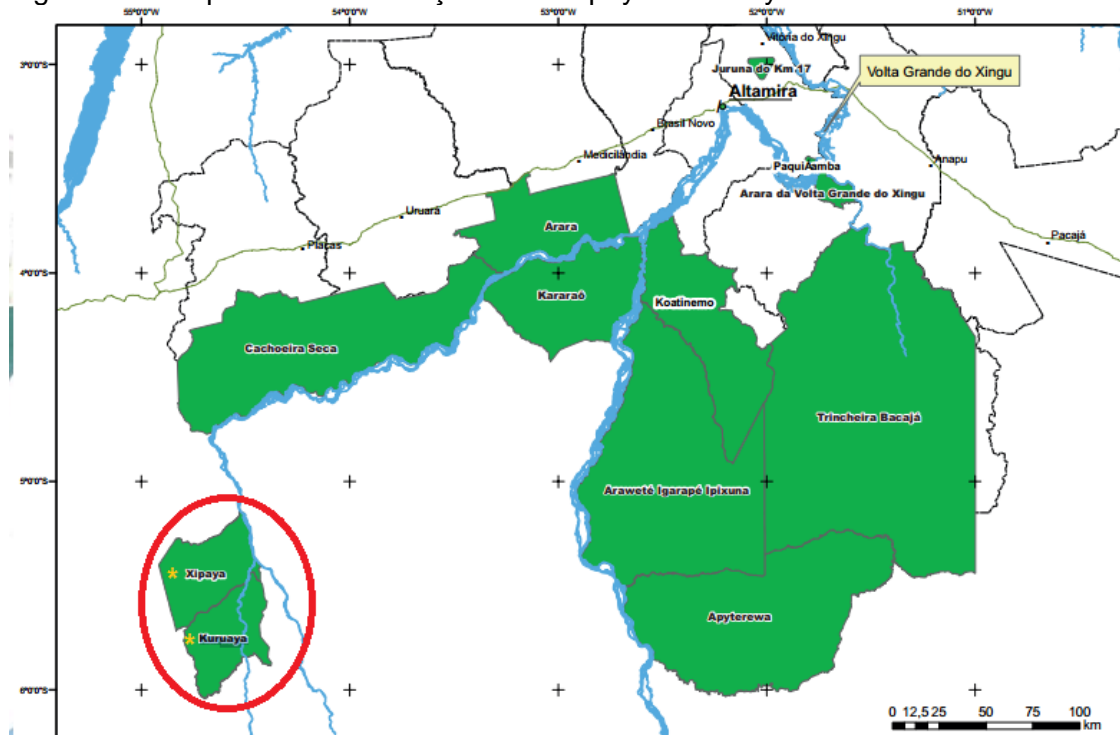 55°0'0"W 54°0'0"W 53°0'0"W 52°0'0"W 51°0'0"W
Vitória do Xingu
3°0'0"S
Juruna do Km 17
Volta Grande do Xingu
Altamira
Brasil Novo
Medicilândia
Anapu
Arara da Volta Grande do Xingu
Uruará
Arara
Placas
Pacajá
4°0'0"S
Kararaô
Koatinemo
Cachoeira Seca
Trincheira Bacajá
5°0'0"S
Araweté Igarapé Ipixuna
* Xipaya
Apyterewa
* Kuruaya
6°0'0"S
0 12,5 25 50 75 100
km